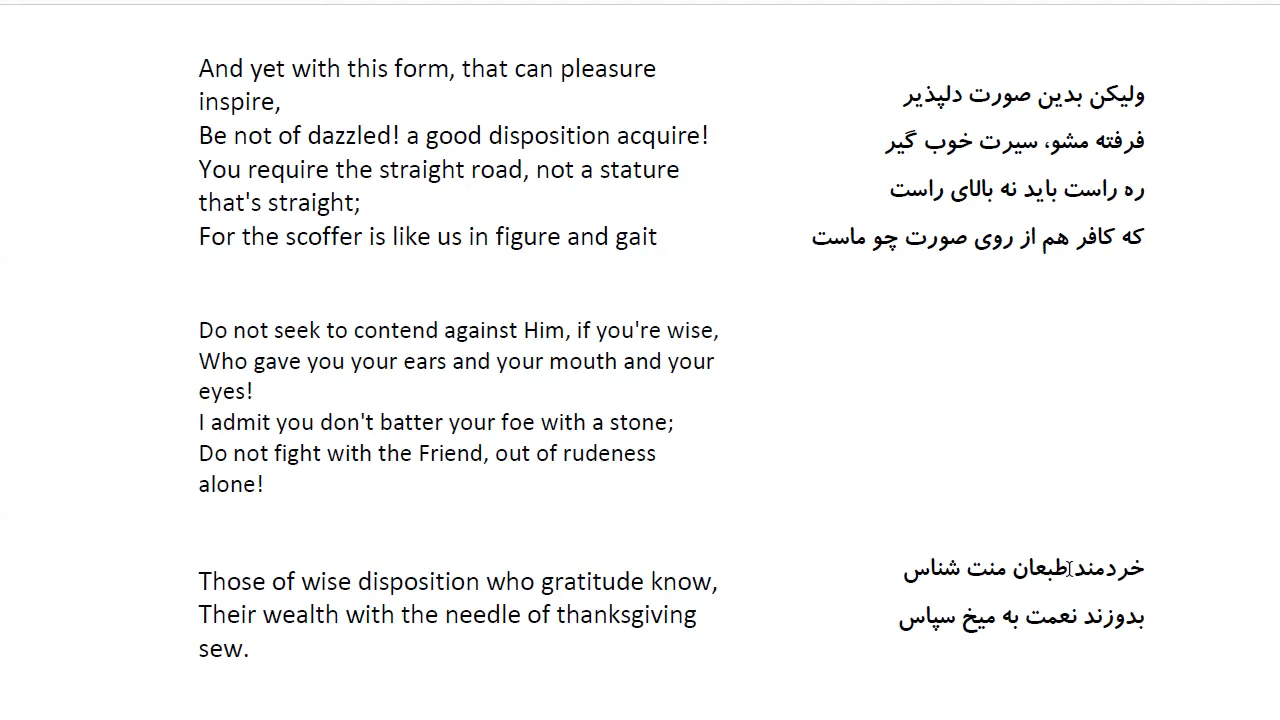 And yet with this form, that can pleasure
inspire,
Be not of dazzled! a good disposition acquire!
You require the straight road, not a stature
that's straight;
For the scoffer is like us in figure and gait
ولیکن بدین صورت دلپذیر
فرفته مشو، سیرت خوب گیر
ره راست باید نه بالای راست
که کافر هم از روی صورت چو ماست
Do not seek to contend against Him, if you're wise,
Who gave you your ears and your mouth and your
eyes!
I admit you don't batter your foe with a stone;
Do not fight with the Friend, out of rudeness
alone!
Those of wise disposition who gratitude know,
Their wealth with the needle of thanksgiving
sew.
خردمند طبعان منت شناس
بدوزند نعمت به میخ سپاس